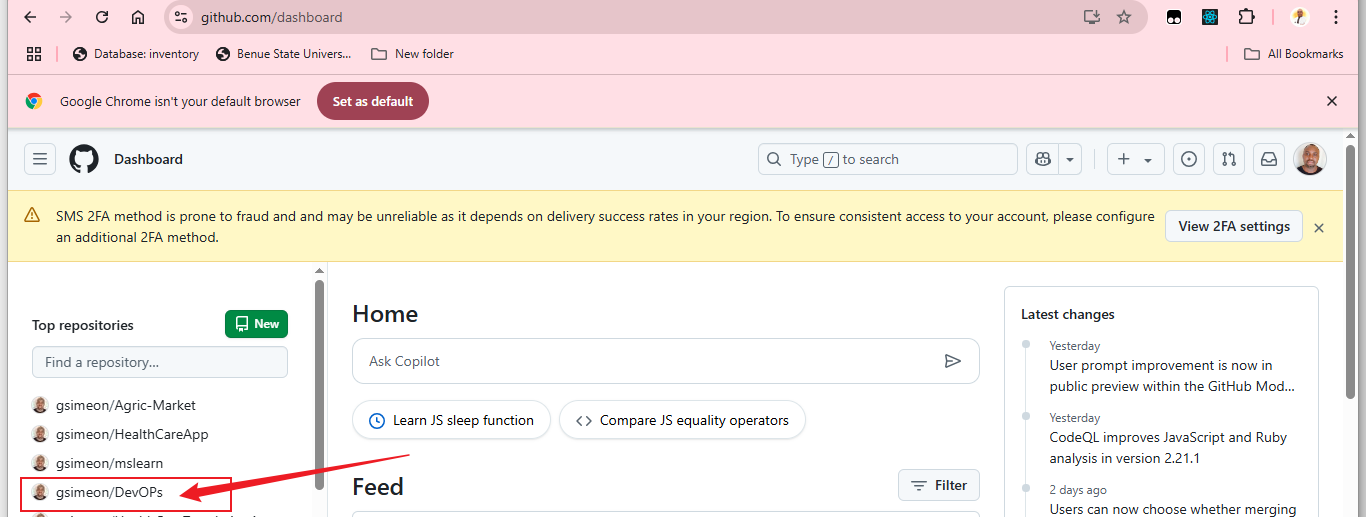 github.com/dashboard
Database: inventory
Benue State Univers...
New folder
All Bookmarks
Google Chrome isn't your default browser
Set as default
Dashboard
Type / to search
SMS 2FA method is prone to fraud and and may be unreliable as it depends on delivery success rates in your region. To ensure consistent access to your account, please configure
an additional 2FA method.
View 2FA settings
Top repositories
New
Find a repository...
gsimeon/Agric-Market
gsimeon/HealthCareApp
gsimeon/mslearn
gsimeon/DevOPs
Home
Ask Copilot
Learn JS sleep function
Compare JS equality operators
Feed
Filter
Latest changes
Yesterday
User prompt improvement is now in
public preview within the GitHub Mod...
Yesterday
CodeQL improves JavaScript and Ruby
analysis in version 2.21.1
2 days ago
Users can now choose whether merging